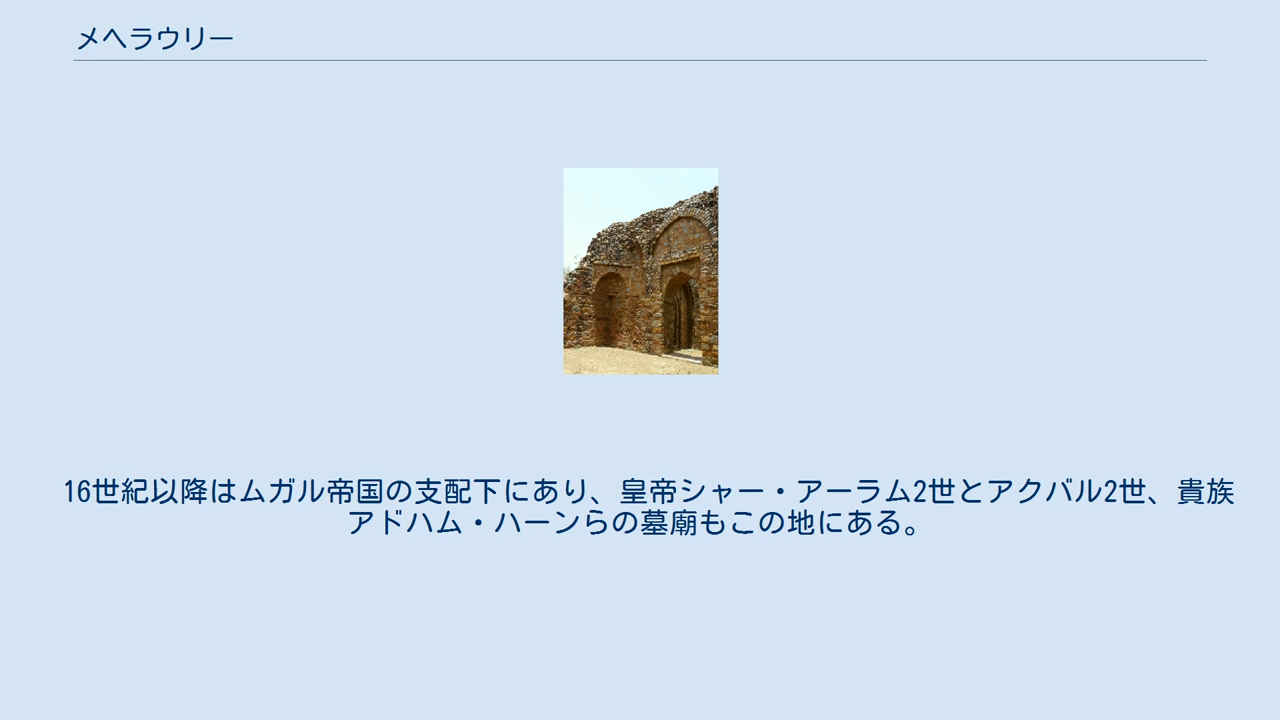 メヘラウリー
16世紀以降はムガル帝国の支配下にあり、皇帝シャー・アーラム2世とアクバル2世、貴族
アドハム・ハーンらの墓廟もこの地にある。